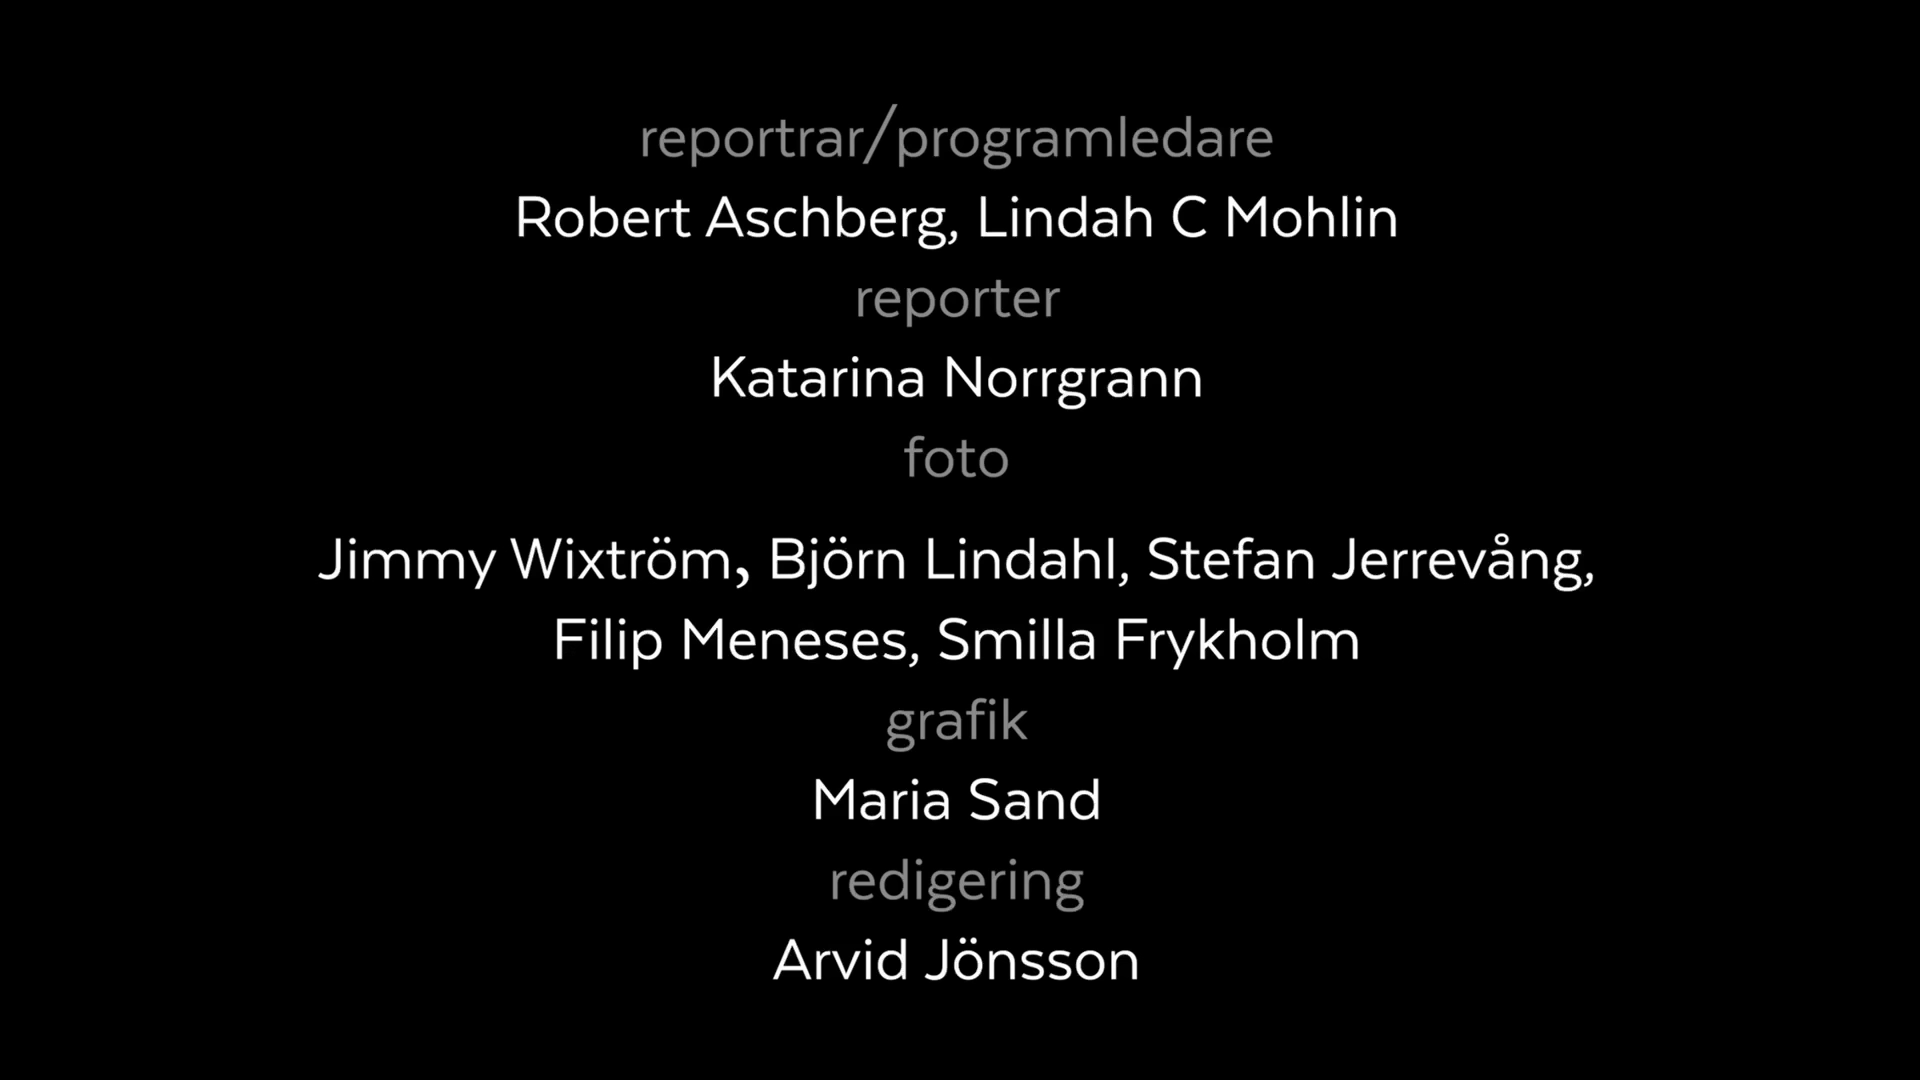 reportrar/programledare
Robert Aschberg, Lindah C Mohlin
reporter
Katarina Norrgrann
foto
Jimmy Wixtröm, Björn Lindahl, Stefan Jerrevång,
Filip Meneses, Smilla Frykholm
grafik
Maria Sand
redigering
Arvid Jönsson